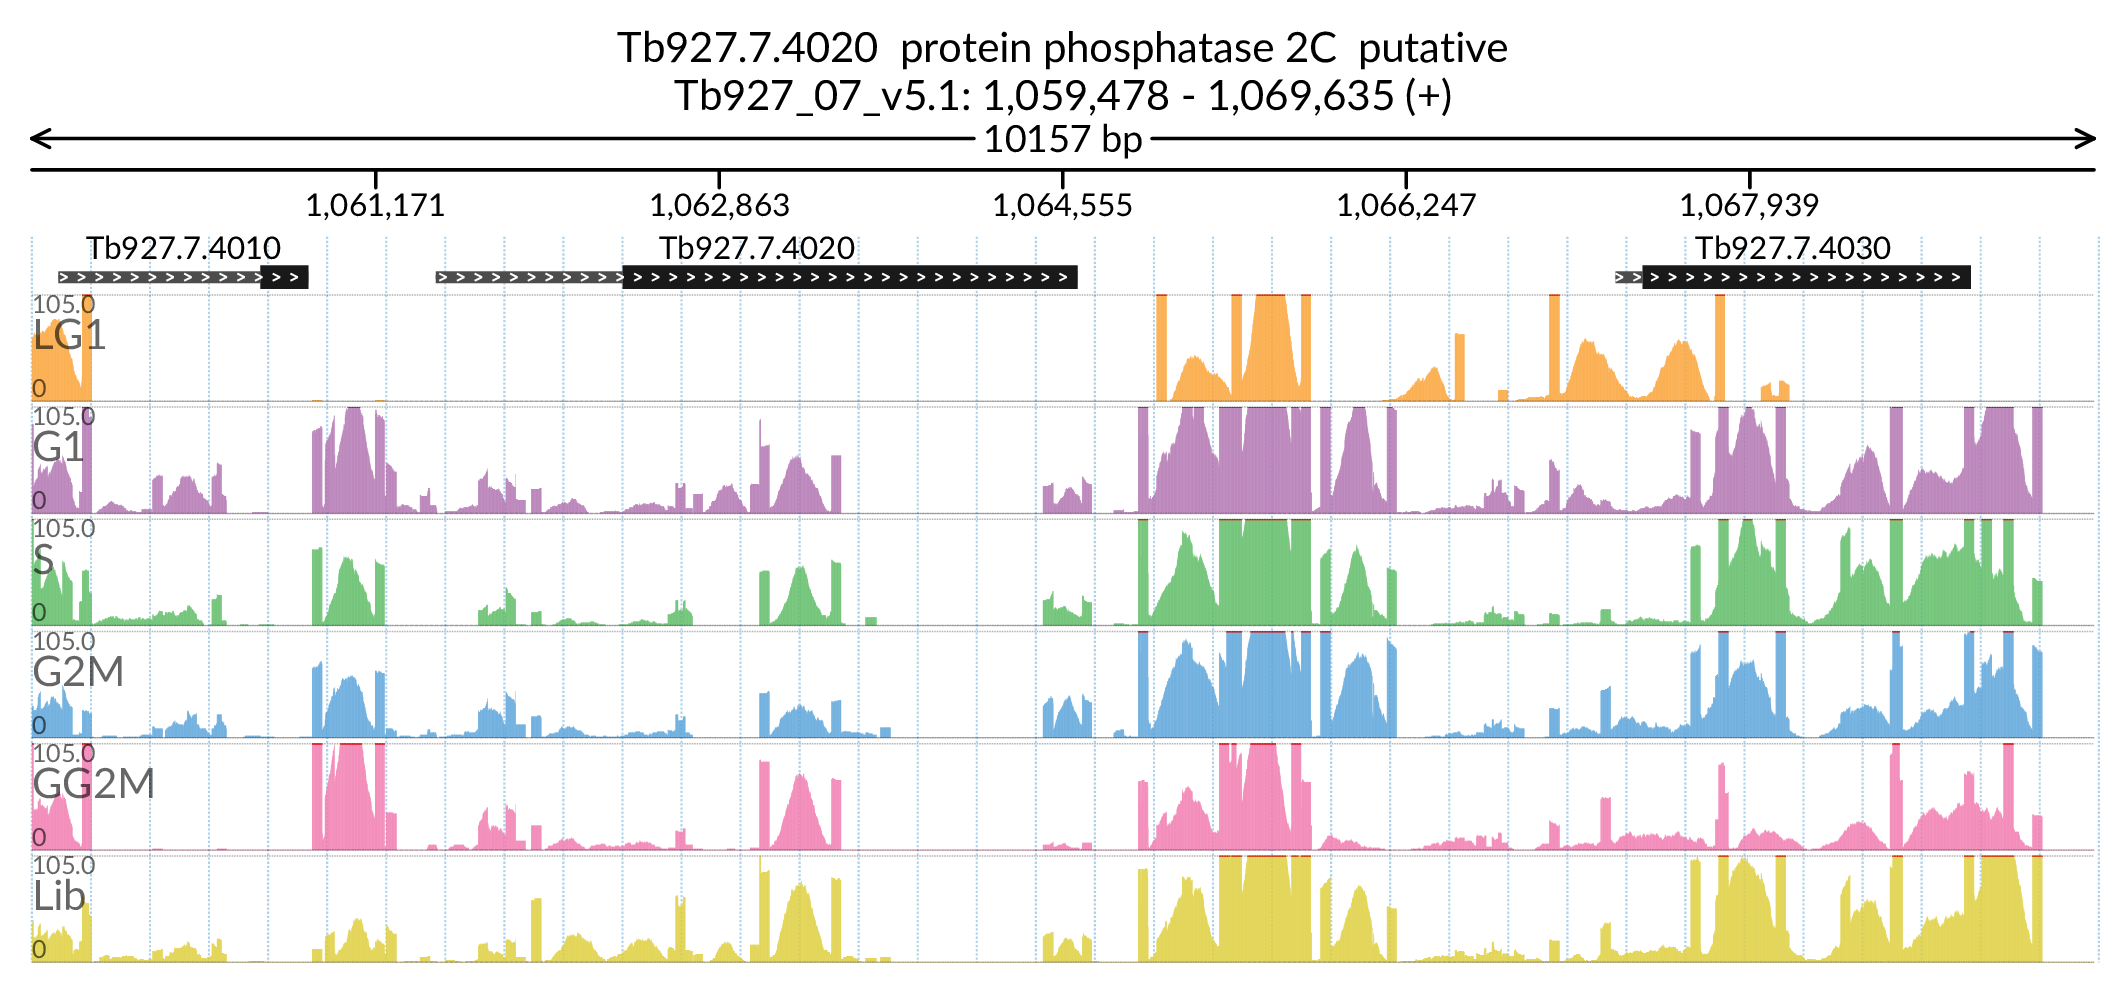 Tb927.7.4020  protein phosphatase 2C  putative
Tb927_07_v5.1: 1,059,478 - 1,069,635 (+)
10157 bp
1,061,171 1,062,863 1,064,555 1,066,247 1,067,939
Tb927.7.4010 Tb927.7.4020 Tb927.7.4030
105.0
LG1
0
105.0
G1
0
105.0
S
0
105.0
G2M
0
105.0
GG2M
0
105.0
Lib
0